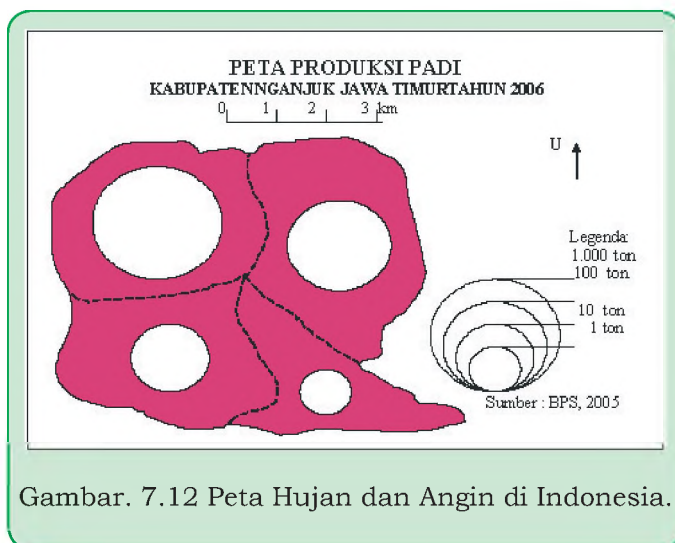 PETA PRODUKSI PADI
KABUPATENNGANJUK JAWA TIMURTAHUN 2006
0 1 2 3 km
U
Legenda:
1.000 ton
100 ton
10 ton
1 ton
Sumber : BPS, 2005
Gambar. 7.12 Peta Hujan dan Angin di Indonesia.